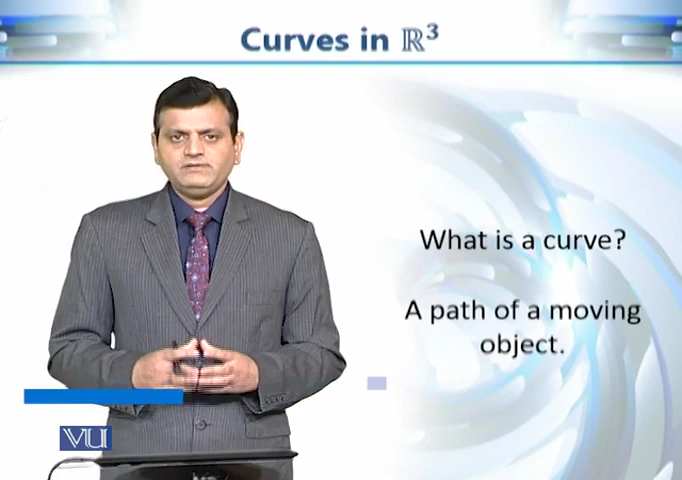 Curves in ℝ³
What is a curve?
A path of a moving
object.
VU